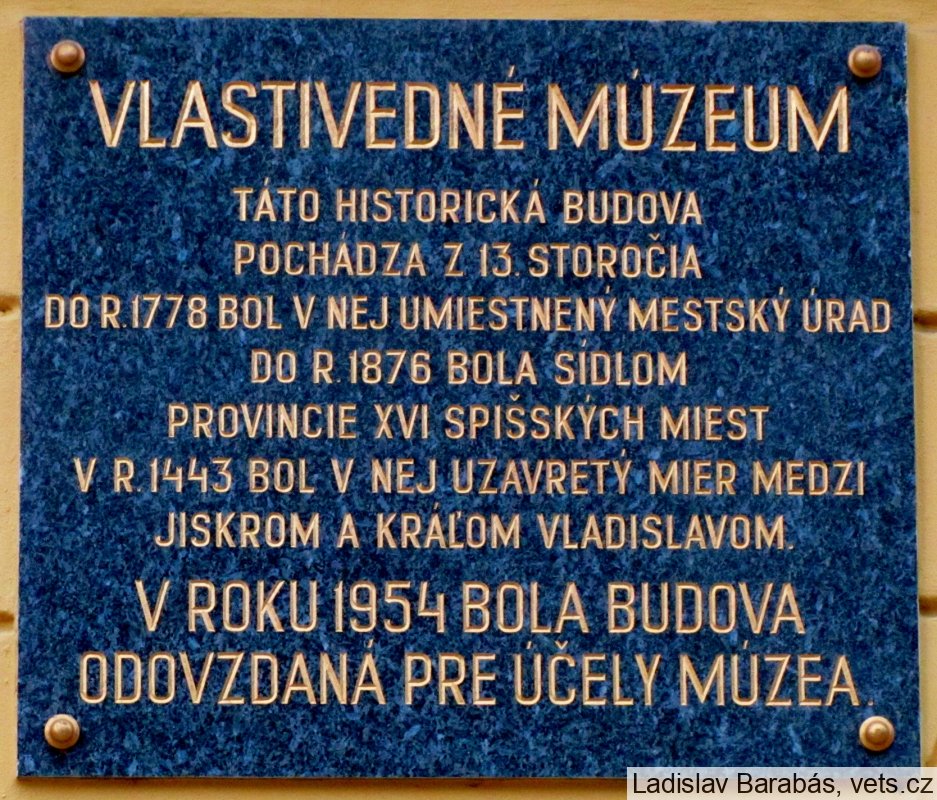 VLASTIVEDNÉ MÚZEUM
TÁTO HISTORICKÁ BUDOVA
POCHÁDZA Z 13. STOROČIA
DO R. 1778 BOL V NEJ UMIESTNENÝ MESTSKÝ ÚRAD
DO R. 1876 BOLA SÍDLOM
PROVINCIE XVI SPIŠSKÝCH MIEST
V R. 1443 BOL V NEJ UZAVRETÝ MIER MEDZI
JISKROM A KRÁĽOM VLADISLAVOM.
V ROKU 1954 BOLA BUDOVA
ODOVZDANÁ PRE ÚČELY MÚZEA.
Ladislav Barabás, vets.cz